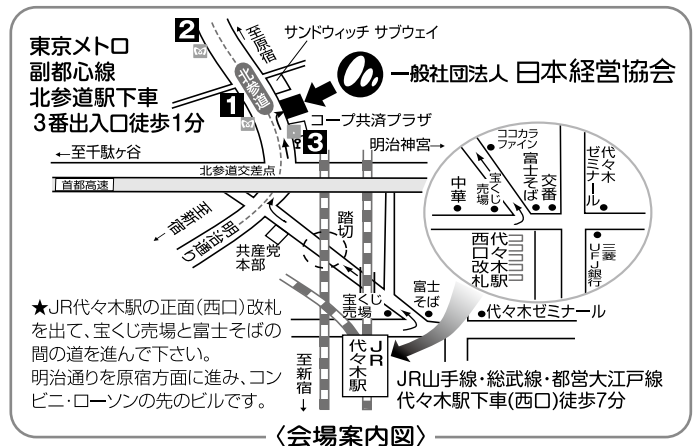 東京メトロ
副都心線
北参道駅下車
3番出入口徒歩1分
2
至原宿
サンドウィッチ サブウェイ
北参道
一般社団法人 日本経営協会
1
コープ共済プラザ
3
←至千駄ヶ谷
明治神宮→
北参道交差点
首都高速
至新宿
明治通り
共産党
本部
踏切
宝くじ
売場
富士
そば
代々木ゼミナール
ココカラ
ファイン
中華
宝くじ
売場
富士そば
交番
代々木
ゼミナール
代々木駅
西口改札
三菱
UFJ銀行
★JR代々木駅の正面(西口)改札
を出て、宝くじ売場と富士そばの
間の道を進んで下さい。
明治通りを原宿方面に進み、コン
ビニ・ローソンの先のビルです。
至新宿
JR
代々木駅
JR山手線・総武線・都営大江戸線
代々木駅下車(西口)徒歩7分
〈会場案内図〉